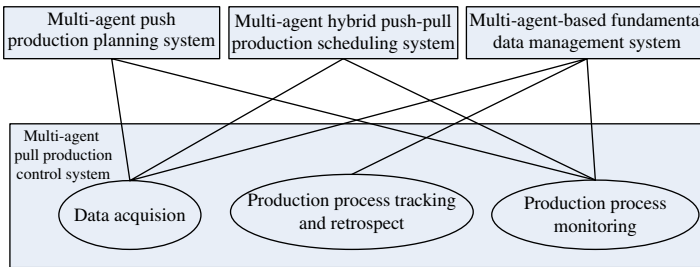 Multi-agent push
production planning system
Multi-agent hybrid push-pull
production scheduling system
Multi-agent-based fundamental
data management system
Multi-agent
pull production
control system
Data acquision
Production process tracking
and retrospect
Production process
monitoring